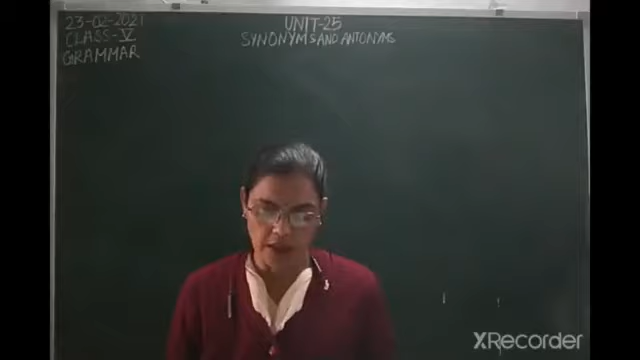 23-02-2021
CLASS-V
GRAMMAR
UNIT-25
SYNONYMS AND ANTONYMS
XRecorder